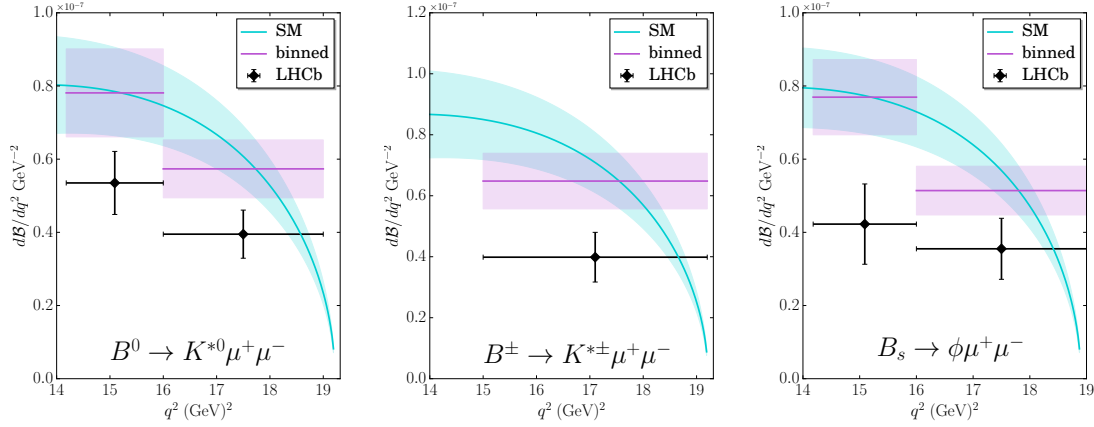 1.0 ×10⁻⁷
SM
binned
LHCb
0.8
0.6
0.4
0.2
0.0
dB/dq² GeV⁻²
B⁰ → K*⁰μ⁺μ⁻
14 15 16 17 18 19
q² (GeV)²
1.2 ×10⁻⁷
SM
binned
LHCb
1.0
0.8
0.6
0.4
0.2
0.0
dB/dq² GeV⁻²
B± → K*±μ⁺μ⁻
14 15 16 17 18 19
q² (GeV)²
1.0 ×10⁻⁷
SM
binned
LHCb
0.8
0.6
0.4
0.2
0.0
dB/dq² GeV⁻²
Bₛ → ϕμ⁺μ⁻
14 15 16 17 18 19
q² (GeV)²